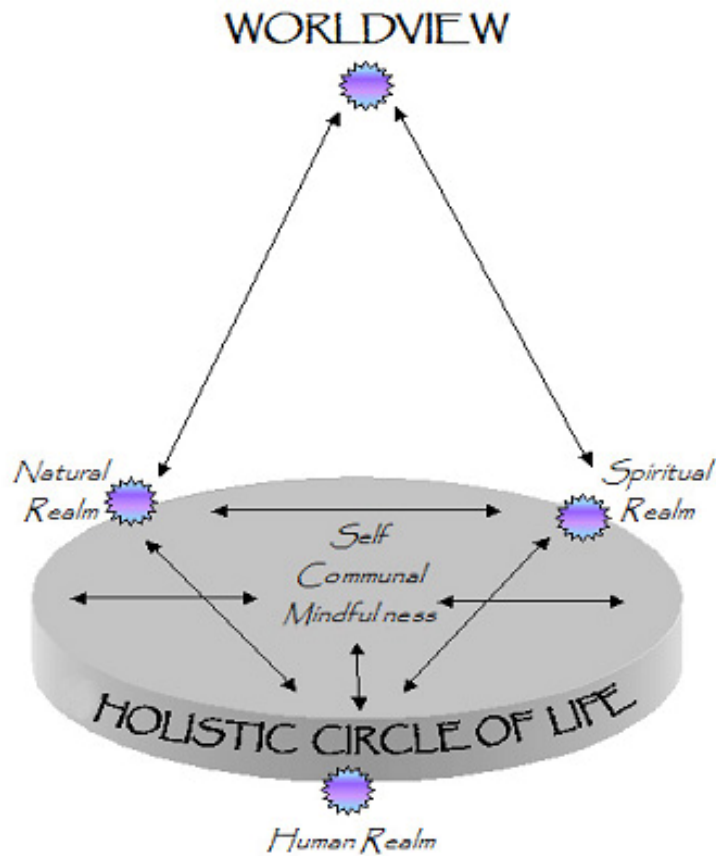 WORLDVIEW
Natural
Realm
Spiritual
Realm
Self
Communal
Mindfulness
HOLISTIC CIRCLE OF LIFE
Human Realm